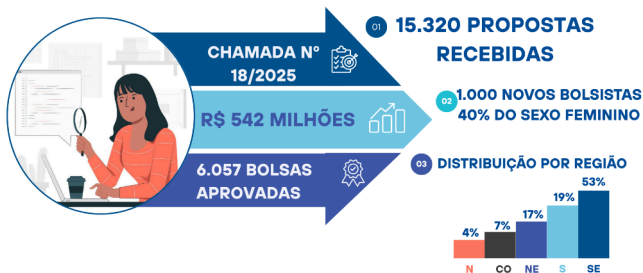 CHAMADA Nº
18/2025
R$ 542 MILHÕES
6.057 BOLSAS
APROVADAS
01
15.320 PROPOSTAS
RECEBIDAS
02
1.000 NOVOS BOLSISTAS
40% DO SEXO FEMININO
03
DISTRIBUIÇÃO POR REGIÃO
4%
7%
17%
19%
53%
N
CO
NE
S
SE